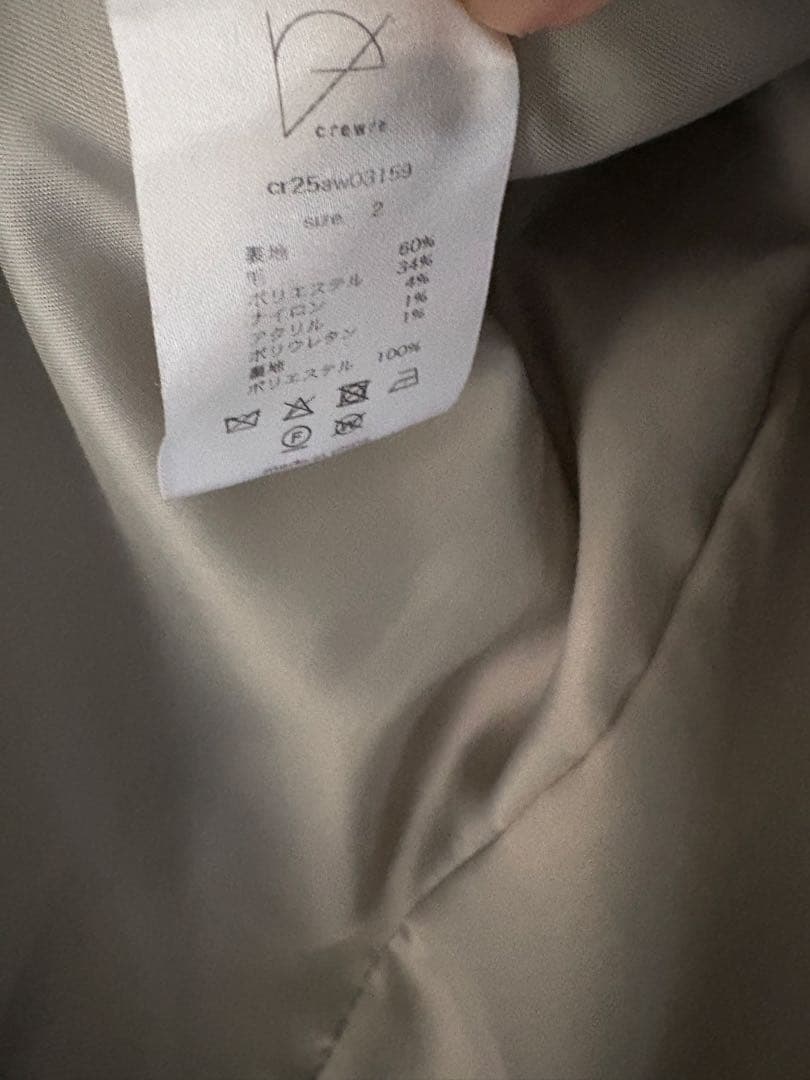 crewre
cr25aw03159
size 2
表地
毛 60%
ポリエステル 34%
ナイロン 4%
アクリル 1%
ポリウレタン 1%
裏地
ポリエステル 100%
F
W